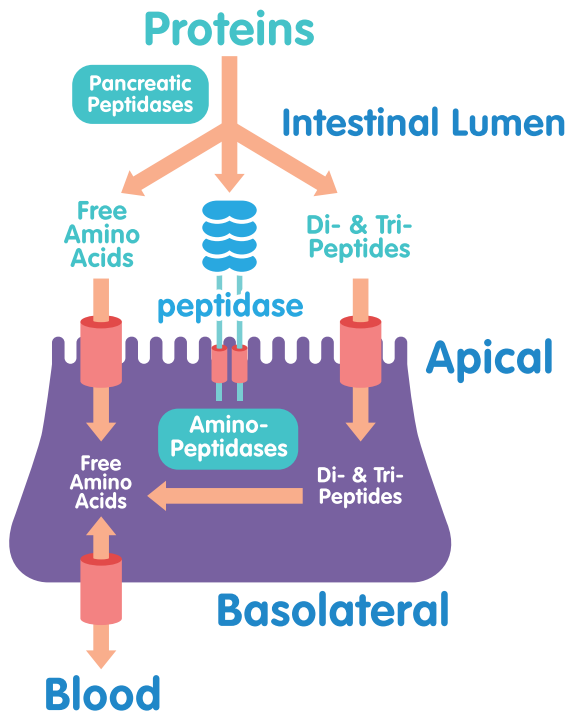 Proteins
Pancreatic
Peptidases
Intestinal Lumen
Free
Amino
Acids
Di- & Tri-
Peptides
peptidase
Apical
Amino-
Peptidases
Free
Amino
Acids
Di- & Tri-
Peptides
Basolateral
Blood